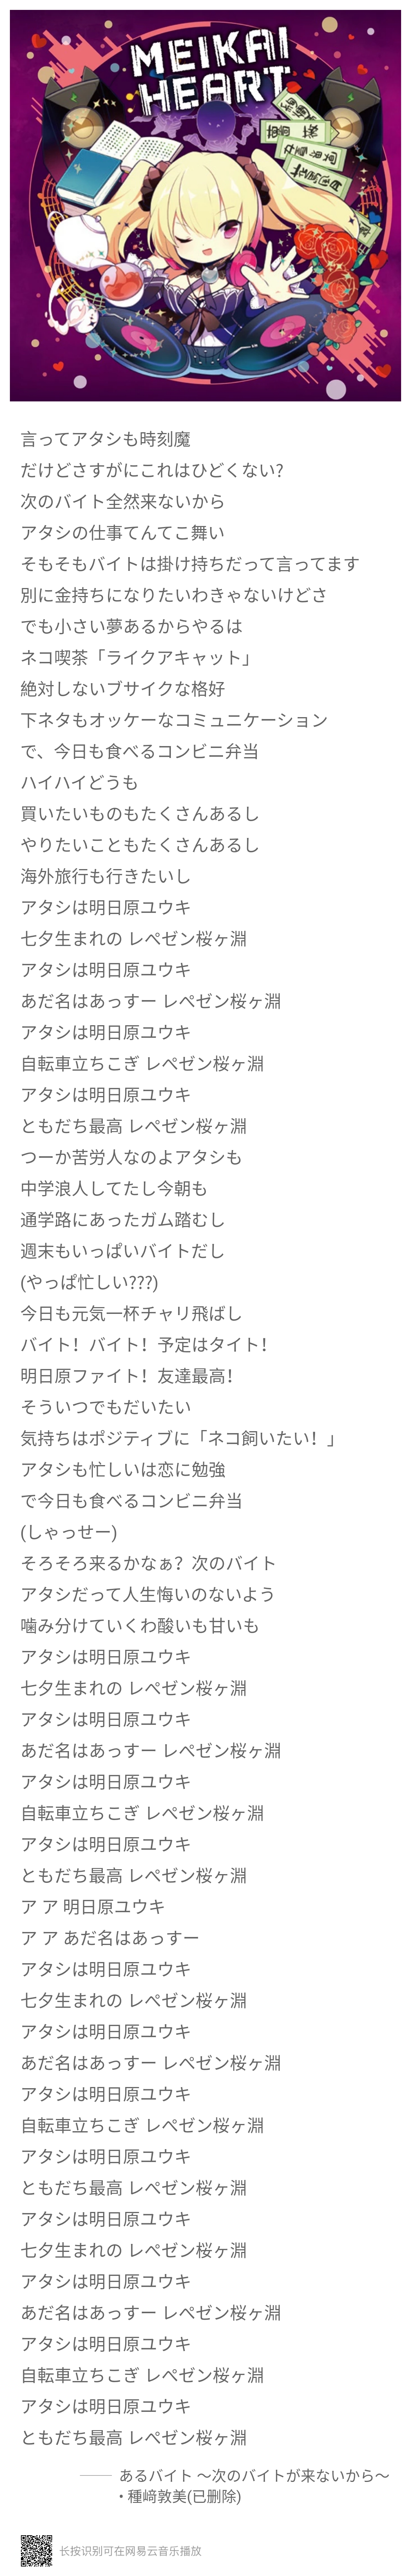 MEIKAI
HEART
言ってアタシも時刻魔
だけどさすがにこれはひどくない?
次のバイト全然来ないから
アタシの仕事てんてこ舞い
そもそもバイトは掛け持ちだって言ってます
別に金持ちになりたいわきゃないけどさ
でも小さい夢あるからやるは
ネコ喫茶「ライクアキャット」
絶対しないブサイクな格好
下ネタもオッケーなコミュニケーション
で、今日も食べるコンビニ弁当
ハイハイどうも
買いたいものもたくさんあるし
やりたいこともたくさんあるし
海外旅行も行きたいし
アタシは明日原ユウキ
七夕生まれの レペゼン桜ヶ淵
アタシは明日原ユウキ
あだ名はあっすー レペゼン桜ヶ淵
アタシは明日原ユウキ
自転車立ちこぎ レペゼン桜ヶ淵
アタシは明日原ユウキ
ともだち最高 レペゼン桜ヶ淵
つーか苦労人なのよアタシも
中学浪人してたし今朝も
通学路にあったガム踏むし
週末もいっぱいバイトだし
(やっぱ忙しい???)
今日も元気一杯チャリ飛ばし
バイト！バイト！予定はタイト！
明日原ファイト！友達最高！
そういつでもだいたい
気持ちはポジティブに「ネコ飼いたい！」
アタシも忙しいは恋に勉強
で今日も食べるコンビニ弁当
(しゃっせー)
そろそろ来るかなぁ？次のバイト
アタシだって人生悔いのないよう
噛み分けていくわ酸いも甘いも
アタシは明日原ユウキ
七夕生まれの レペゼン桜ヶ淵
アタシは明日原ユウキ
あだ名はあっすー レペゼン桜ヶ淵
アタシは明日原ユウキ
自転車立ちこぎ レペゼン桜ヶ淵
アタシは明日原ユウキ
ともだち最高 レペゼン桜ヶ淵
ア ア 明日原ユウキ
ア ア あだ名はあっすー
アタシは明日原ユウキ
七夕生まれの レペゼン桜ヶ淵
アタシは明日原ユウキ
あだ名はあっすー レペゼン桜ヶ淵
アタシは明日原ユウキ
自転車立ちこぎ レペゼン桜ヶ淵
アタシは明日原ユウキ
ともだち最高 レペゼン桜ヶ淵
アタシは明日原ユウキ
七夕生まれの レペゼン桜ヶ淵
アタシは明日原ユウキ
あだ名はあっすー レペゼン桜ヶ淵
アタシは明日原ユウキ
自転車立ちこぎ レペゼン桜ヶ淵
アタシは明日原ユウキ
ともだち最高 レペゼン桜ヶ淵
—— あるバイト ～次のバイトが来ないから～
• 種﨑敦美(已删除)
长按识别可在网易云音乐播放